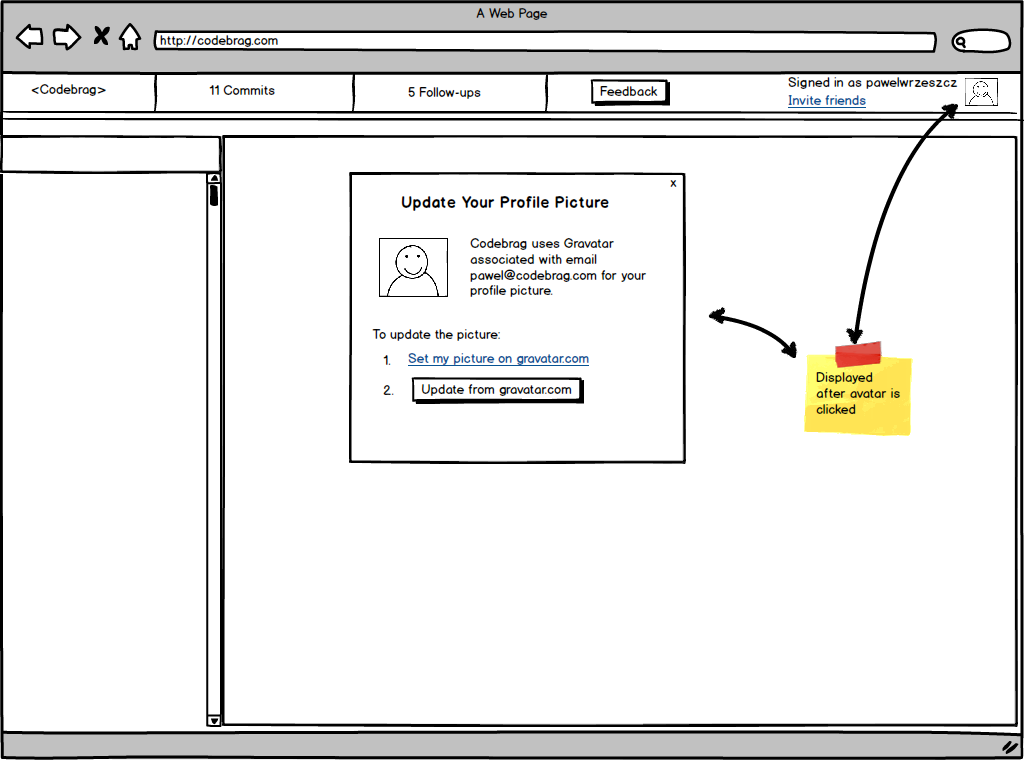 A Web Page
http://codebrag.com
<Codebrag>
11 Commits
5 Follow-ups
Feedback
Signed in as pawelwrzeszcz
Invite friends
x
Update Your Profile Picture
Codebrag uses Gravatar
associated with email
pawel@codebrag.com for your
profile picture.
To update the picture:
1. Set my picture on gravatar.com
2. Update from gravatar.com
Displayed
after avatar is
clicked